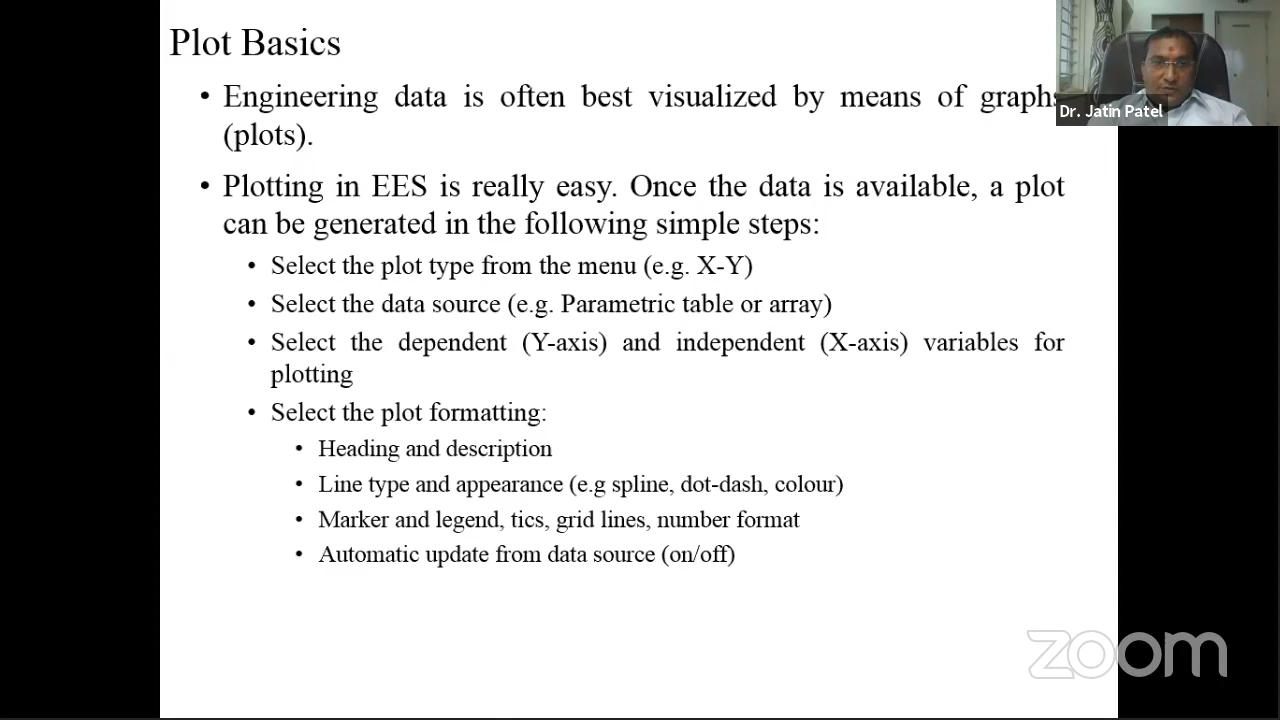 Plot Basics
• Engineering data is often best visualized by means of graphs
(plots).
Dr. Jatin Patel
• Plotting in EES is really easy. Once the data is available, a plot
can be generated in the following simple steps:
• Select the plot type from the menu (e.g. X-Y)
• Select the data source (e.g. Parametric table or array)
• Select the dependent (Y-axis) and independent (X-axis) variables for
plotting
• Select the plot formatting:
• Heading and description
• Line type and appearance (e.g spline, dot-dash, colour)
• Marker and legend, tics, grid lines, number format
• Automatic update from data source (on/off)
zoom